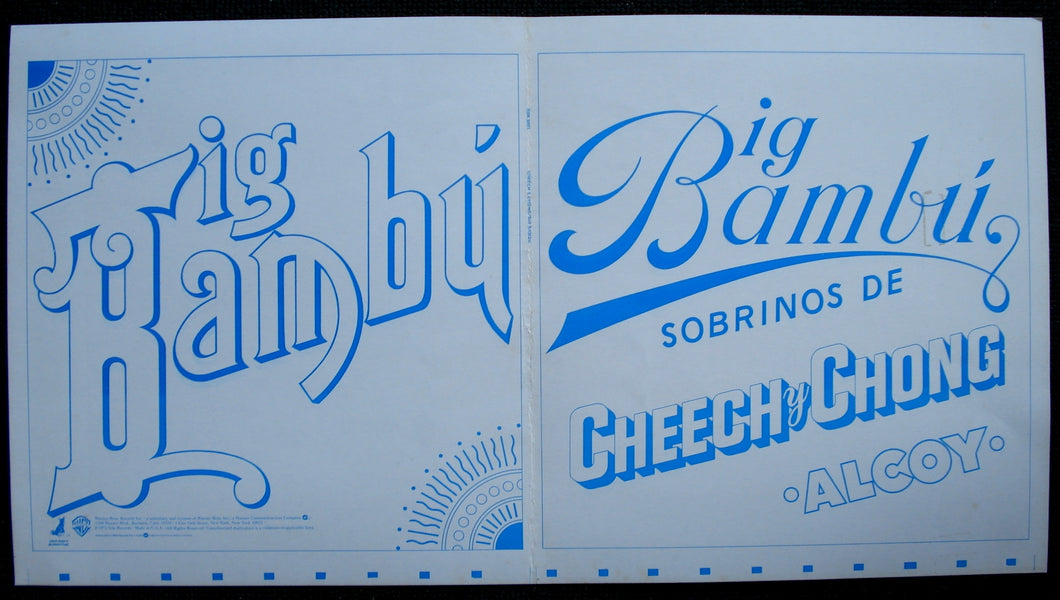 Big
Bambú
Big
Bambú
SOBRINOS DE
CHEECH y CHONG
·ALCOY·